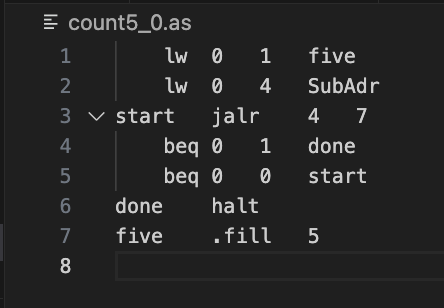 count5_0.as
1 lw 0 1 five
2 lw 0 4 SubAdr
3 start jalr 4 7
4 beq 0 1 done
5 beq 0 0 start
6 done halt
7 five .fill 5
8